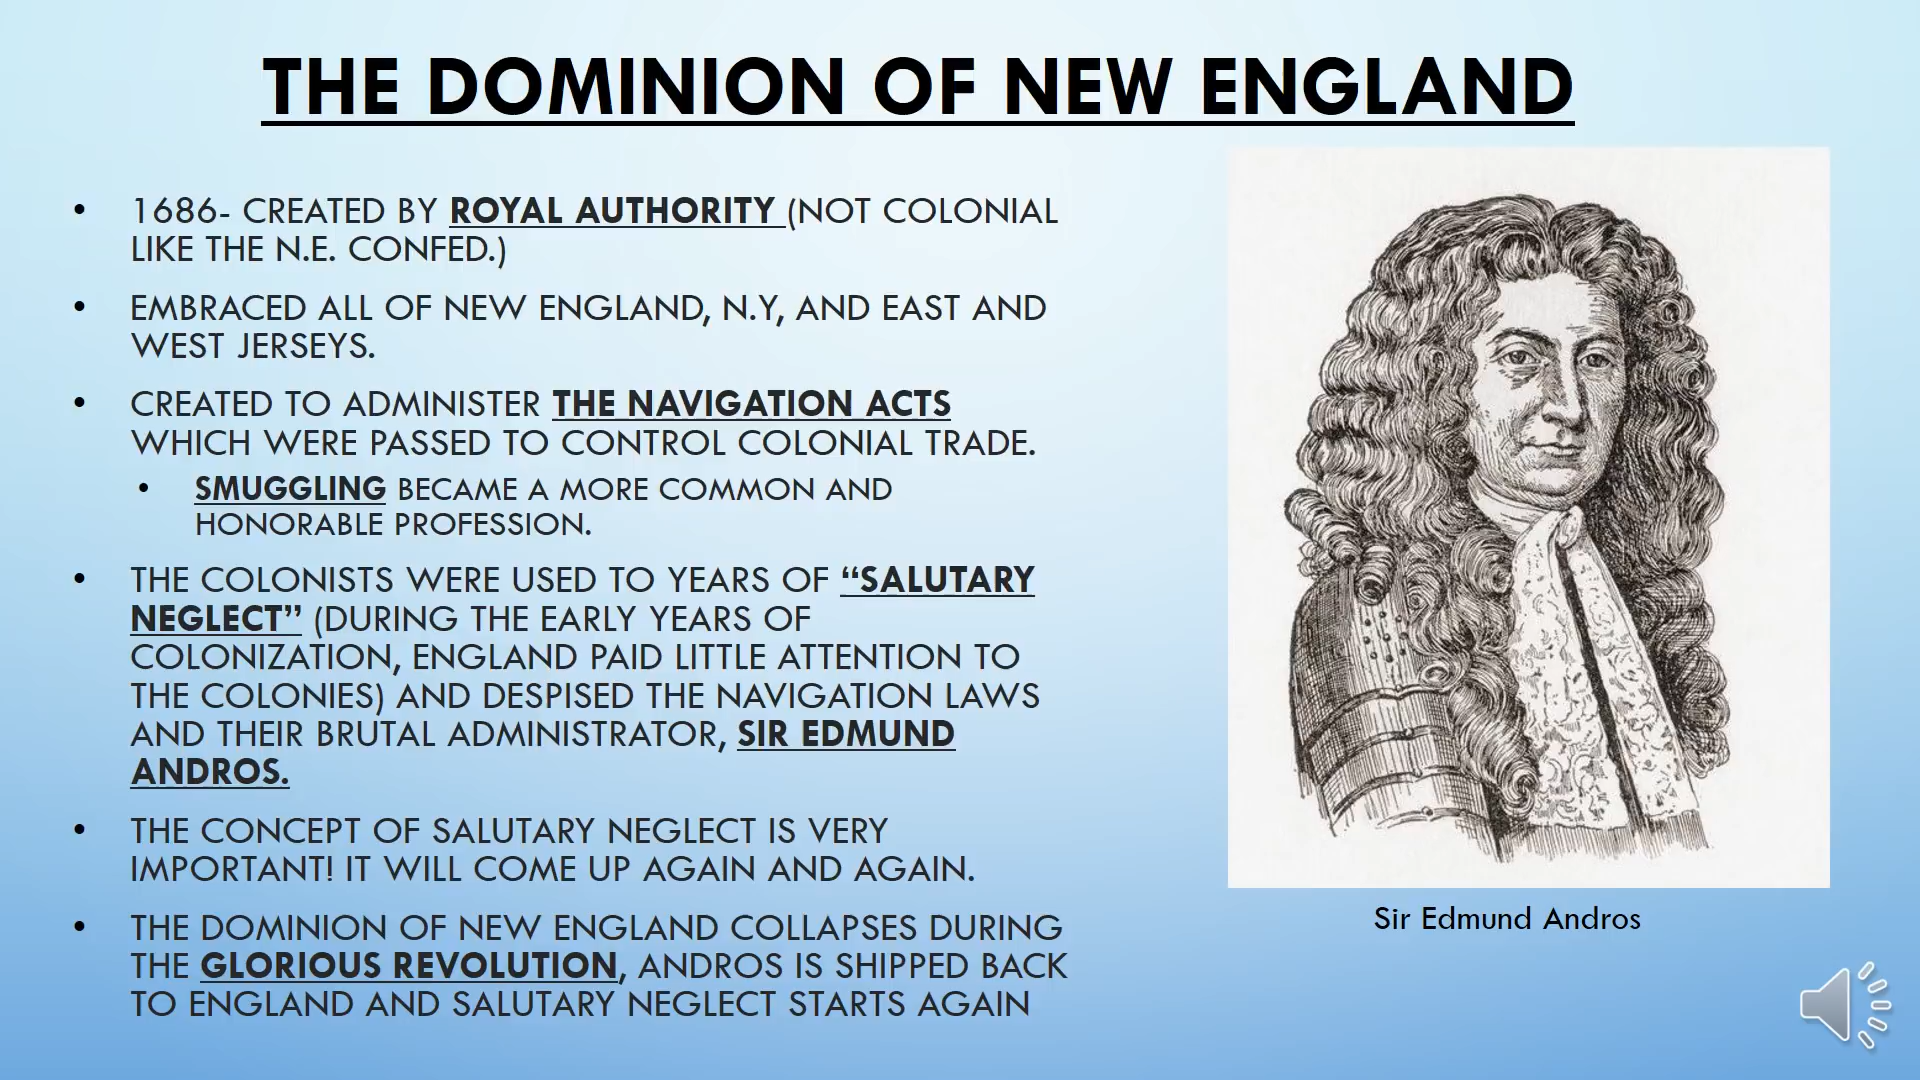 THE DOMINION OF NEW ENGLAND
• 1686- CREATED BY ROYAL AUTHORITY (NOT COLONIAL
LIKE THE N.E. CONFED.)
• EMBRACED ALL OF NEW ENGLAND, N.Y, AND EAST AND
WEST JERSEYS.
• CREATED TO ADMINISTER THE NAVIGATION ACTS
WHICH WERE PASSED TO CONTROL COLONIAL TRADE.
• SMUGGLING BECAME A MORE COMMON AND
HONORABLE PROFESSION.
• THE COLONISTS WERE USED TO YEARS OF “SALUTARY
NEGLECT” (DURING THE EARLY YEARS OF
COLONIZATION, ENGLAND PAID LITTLE ATTENTION TO
THE COLONIES) AND DESPISED THE NAVIGATION LAWS
AND THEIR BRUTAL ADMINISTRATOR, SIR EDMUND
ANDROS.
• THE CONCEPT OF SALUTARY NEGLECT IS VERY
IMPORTANT! IT WILL COME UP AGAIN AND AGAIN.
• THE DOMINION OF NEW ENGLAND COLLAPSES DURING
THE GLORIOUS REVOLUTION, ANDROS IS SHIPPED BACK
TO ENGLAND AND SALUTARY NEGLECT STARTS AGAIN
Sir Edmund Andros